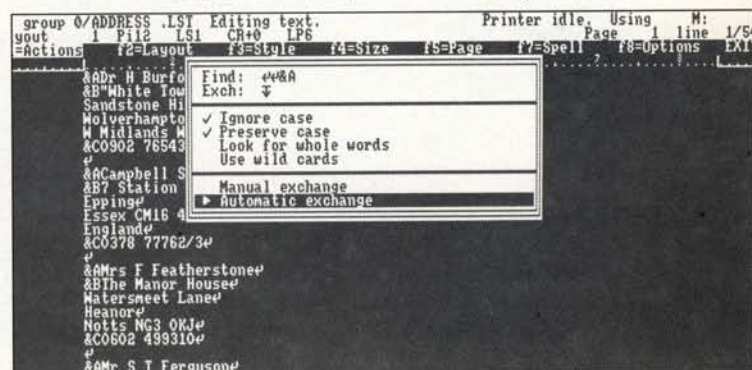 group 0/ADDRESS .LST Editing text. Printer idle. Using M:
yout 1 Pi12 LS1 CR+0 LP6 Page 1 line 1/54
=Actions f2=Layout f3=Style f4=Size f5=Page f7=Spell f8=Options EXI
Find: ↵↵&A
Exch: ↧
✓ Ignore case
✓ Preserve case
Look for whole words
Use wild cards
Manual exchange
▶ Automatic exchange
&ADr H Burfo
&B"White Tow
Sandstone Hi
Wolverhampto
W Midlands W
&C0902 76543
↵
&ACampbell S
&B7 Station
Epping↵
Essex CM16 4
England↵
&C0378 77762/3↵
↵
&AMrs F Featherstone↵
&BThe Manor House↵
Watersmeet Lane↵
Heanor↵
Notts NG3 0KJ↵
&C0602 499310↵
↵
&AMr S T Ferguson↵